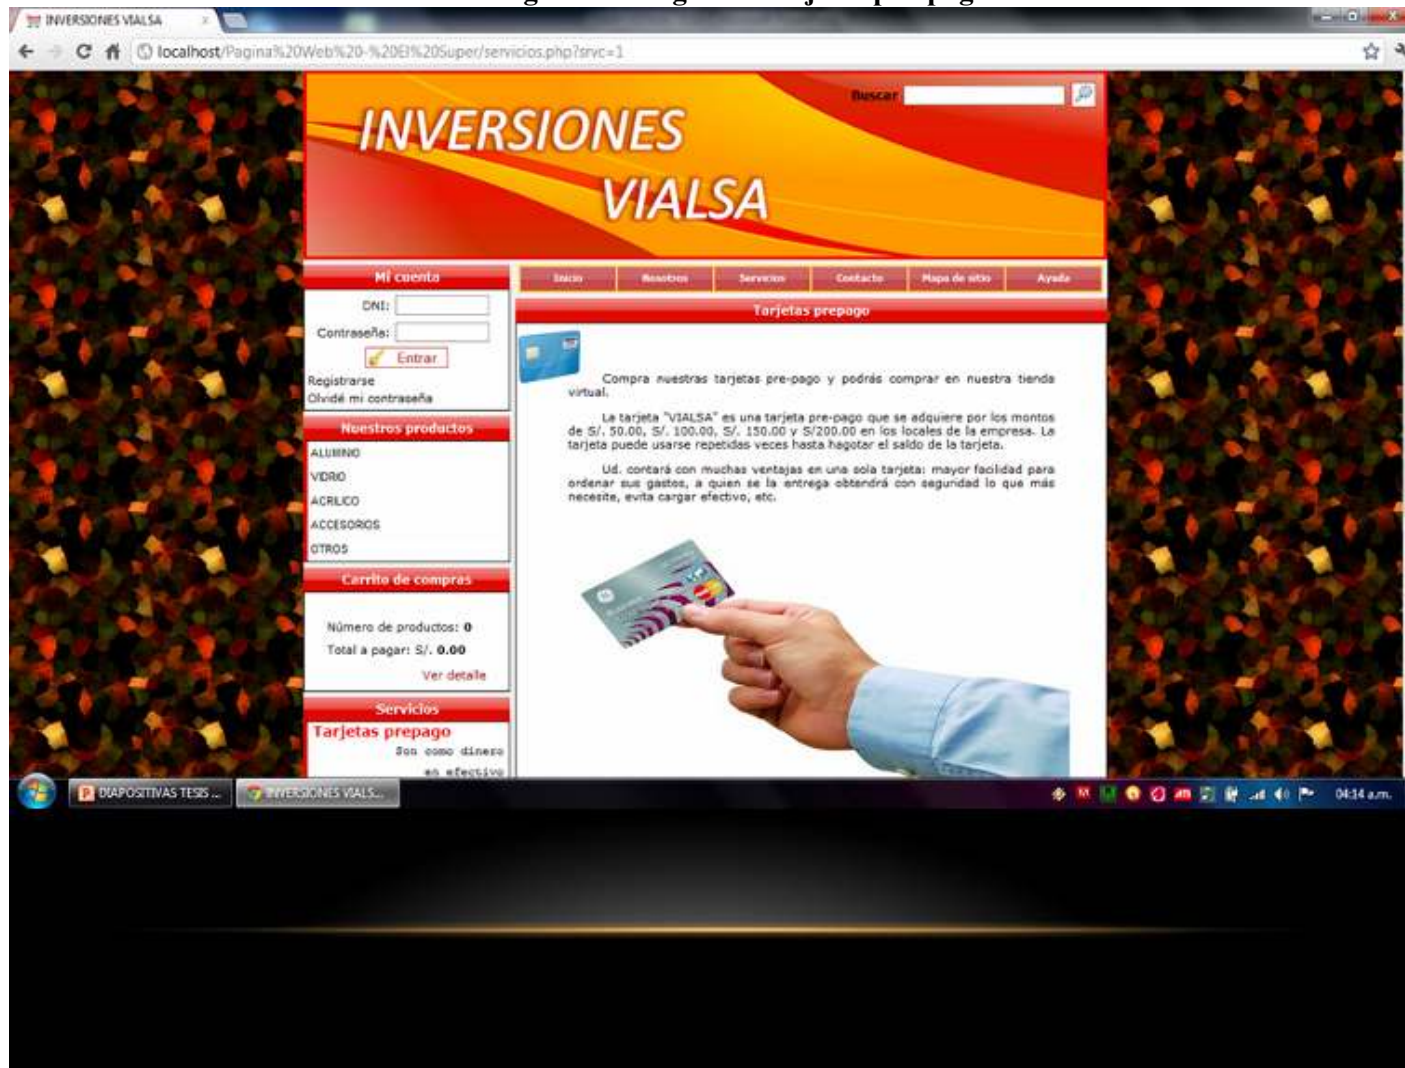 INVERSIONES VIALSA
localhost/Pagina%20Web%20-%20El%20Super/servicios.php?srvc=1
Buscar
INVERSIONES
VIALSA
Mi cuenta
DNI:
Contraseña:
Entrar
Registrarse
Olvidé mi contraseña
Nuestros productos
ALUMINIO
VIDRIO
ACRILICO
ACCESORIOS
OTROS
Carrito de compras
Número de productos: 0
Total a pagar: S/. 0.00
Ver detalle
Servicios
Tarjetas prepago
Son como dinero
en efectivo
Inicio Nosotros Servicios Contacto Mapa de sitio Ayuda
Tarjetas prepago
Compra nuestras tarjetas pre-pago y podrás comprar en nuestra tienda
virtual.
La tarjeta "VIALSA" es una tarjeta pre-pago que se adquiere por los montos
de S/. 50.00, S/. 100.00, S/. 150.00 y S/200.00 en los locales de la empresa. La
tarjeta puede usarse repetidas veces hasta hagotar el saldo de la tarjeta.
Ud. contará con muchas ventajas en una sola tarjeta: mayor facilidad para
ordenar sus gastos, a quien se la entrega obtendrá con seguridad lo que más
necesite, evita cargar efectivo, etc.
DIAPOSITIVAS TESIS ...
INVERSIONES VIALS...
04:14 a.m.